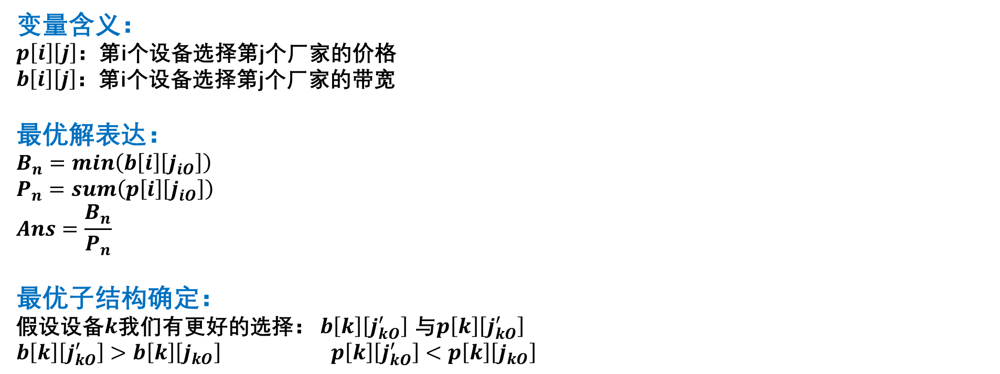 变量含义：
p[i][j]：第i个设备选择第j个厂家的价格
b[i][j]：第i个设备选择第j个厂家的带宽
最优解表达：
B_n = min(b[i][j_{iO}])
P_n = sum(p[i][j_{iO}])
Ans = \frac{B_n}{P_n}
最优子结构确定：
假设设备k我们有更好的选择： b[k][j'_{kO}] 与p[k][j'_{kO}]
b[k][j'_{kO}] > b[k][j_{kO}] p[k][j'_{kO}] < p[k][j_{kO}]